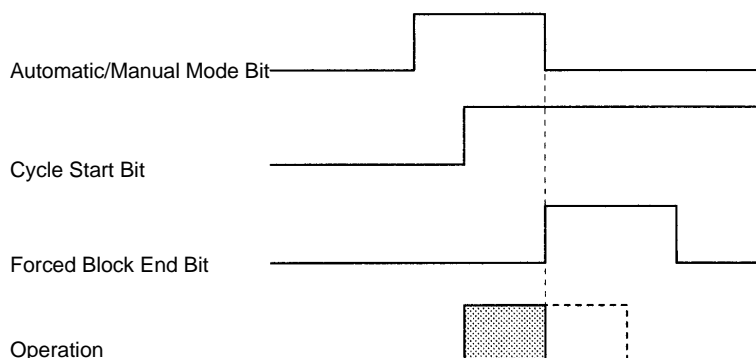 Automatic/Manual Mode Bit
Cycle Start Bit
Forced Block End Bit
Operation